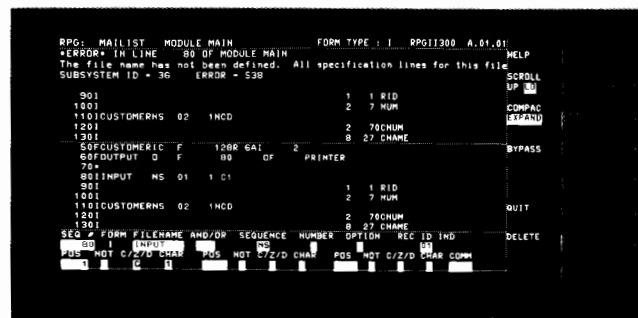 RPG: MAILIST MODULE MAIN FORM TYPE : I RPGII300 A.01.01
*ERROR* IN LINE 80 OF MODULE MAIN HELP
The file name has not been defined. All specification lines for this file
SUBSYSTEM ID - 36 ERROR - 538 SCROLL
UP LD
90I 1 1 RID
100I 2 7 NUM COMPAC
110ICUSTOMERNS 02 1NCD EXPAND
120I 2 70CNUM
130I 8 27 CNAME
50FCUSTOMERIC F 128R 6AI 2 BYPASS
60FOUTPUT O F 80 OF PRINTER
70*
80IINPUT NS 01 1 C1
90I 1 1 RID
100I 2 7 NUM
110ICUSTOMERNS 02 1NCD QUIT
120I 2 70CNUM
130I 8 27 CNAME
SEQ # FORM FILENAME AND/OR SEQUENCE NUMBER OPTION REC ID IND DELETE
80 I INPUT NS 01
POS NOT C/Z/D CHAR POS NOT C/Z/D CHAR POS NOT C/Z/D CHAR COMM
1 C 1